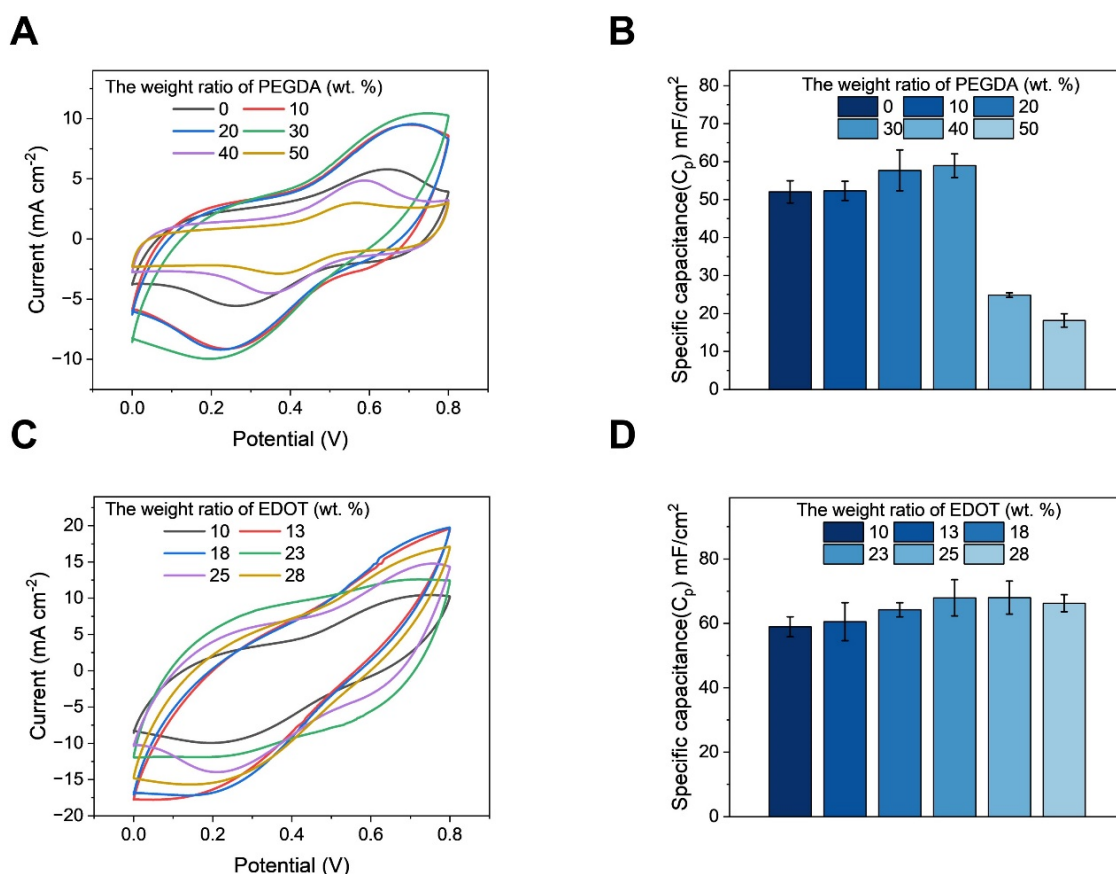 A
The weight ratio of PEGDA (wt. %)
0 10
20 30
40 50
10
5
0
−5
−10
Current (mA cm⁻²)
0.0 0.2 0.4 0.6 0.8
Potential (V)
B
The weight ratio of PEGDA (wt. %)
0 10 20
30 40 50
80
70
60
50
40
30
20
10
0
Specific capacitance(Cₚ) mF/cm²
C
The weight ratio of EDOT (wt. %)
10 13
18 23
25 28
20
15
10
5
0
−5
−10
−15
−20
Current (mA cm⁻²)
0.0 0.2 0.4 0.6 0.8
Potential (V)
D
The weight ratio of EDOT (wt. %)
10 13 18
23 25 28
80
60
40
20
0
Specific capacitance(Cₚ) mF/cm²